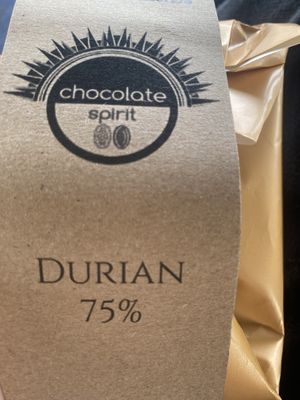 chocolate
spirit
DURIAN
75%